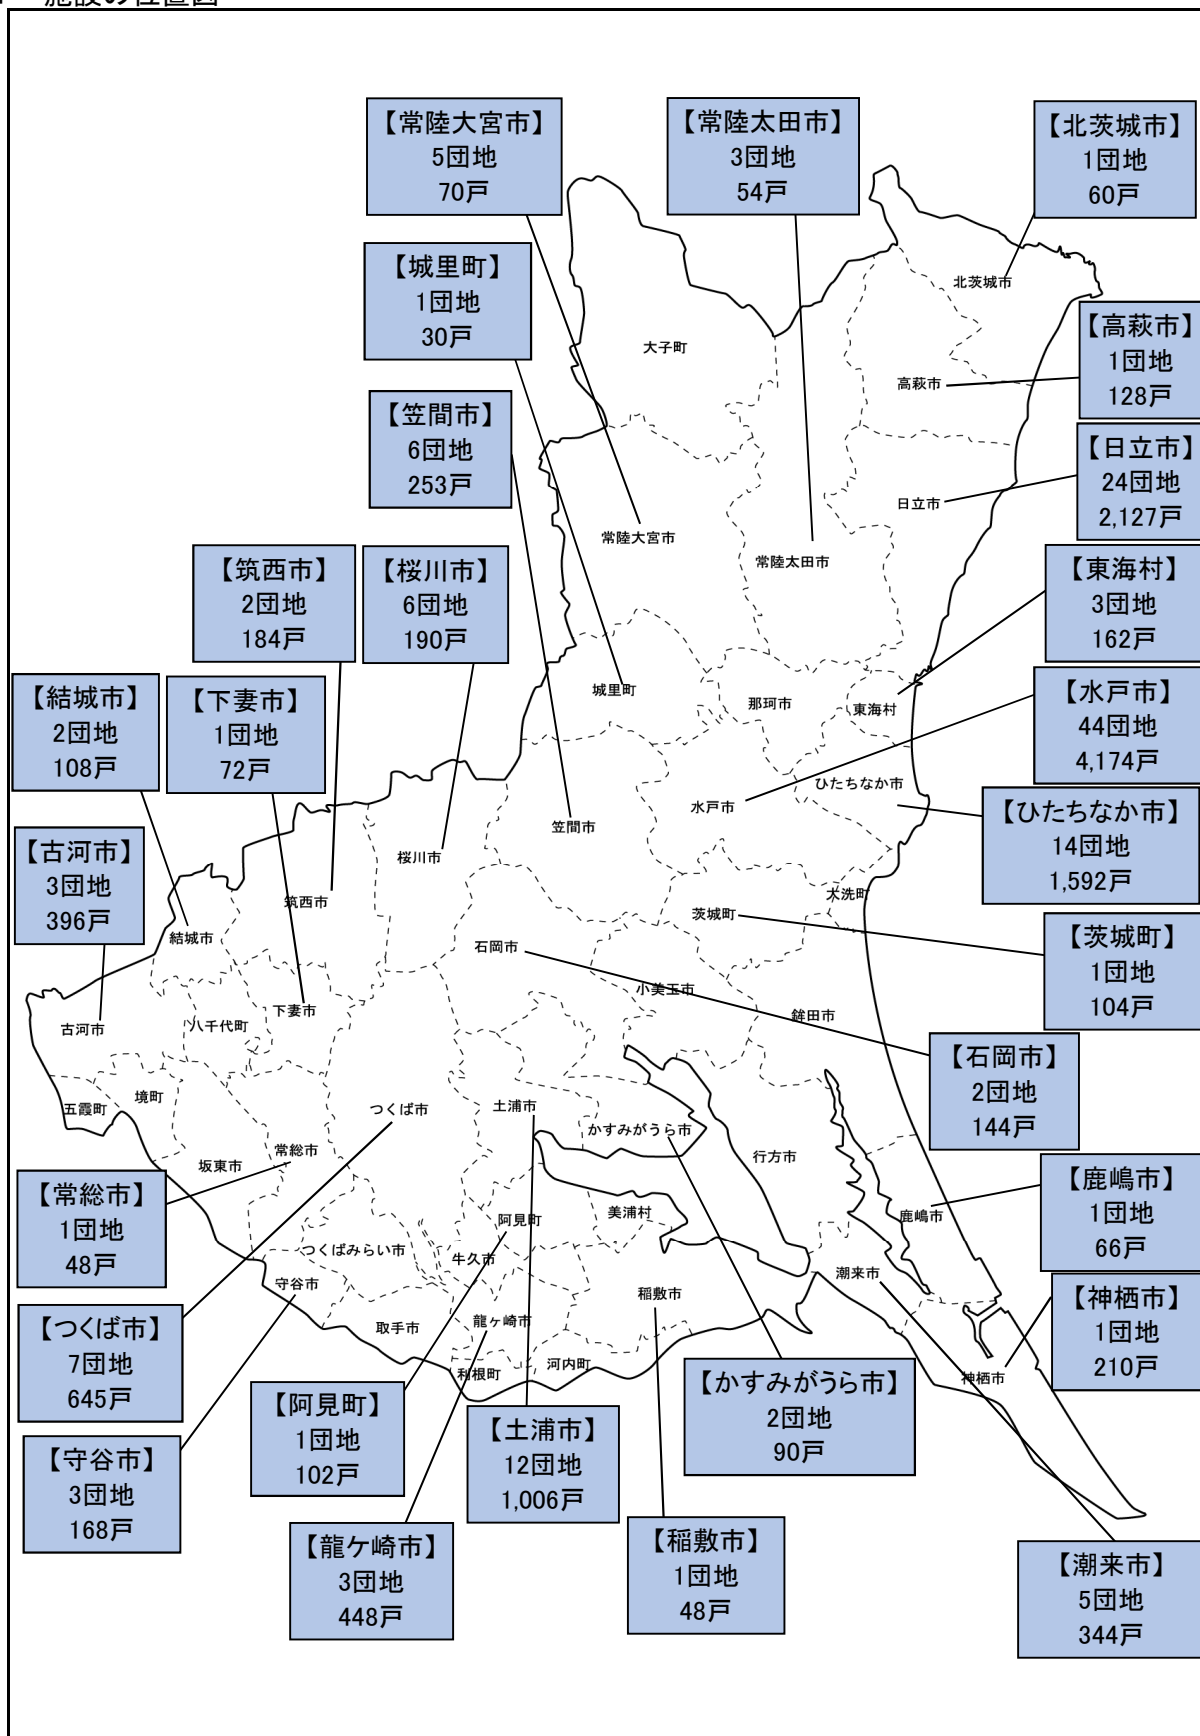 施設の位置図
【常陸大宮市】
5団地
70戸
【常陸太田市】
3団地
54戸
【北茨城市】
1団地
60戸
【城里町】
1団地
30戸
北茨城市
【高萩市】
1団地
128戸
大子町
高萩市
【笠間市】
6団地
253戸
【日立市】
24団地
2,127戸
日立市
常陸大宮市
常陸太田市
【筑西市】
2団地
184戸
【桜川市】
6団地
190戸
【東海村】
3団地
162戸
【結城市】
2団地
108戸
【下妻市】
1団地
72戸
城里町
那珂市
東海村
【水戸市】
44団地
4,174戸
ひたちなか市
水戸市
笠間市
【ひたちなか市】
14団地
1,592戸
【古河市】
3団地
396戸
桜川市
筑西市
大洗町
茨城町
結城市
石岡市
【茨城町】
1団地
104戸
小美玉市
下妻市
鉾田市
八千代町
古河市
【石岡市】
2団地
144戸
境町
五霞町
つくば市
土浦市
かすみがうら市
常総市
行方市
坂東市
【常総市】
1団地
48戸
【鹿嶋市】
1団地
66戸
美浦村
鹿嶋市
阿見町
つくばみらい市
牛久市
潮来市
守谷市
稲敷市
【神栖市】
1団地
210戸
【つくば市】
7団地
645戸
取手市
龍ヶ崎市
河内町
利根町
神栖市
【かすみがうら市】
2団地
90戸
【阿見町】
1団地
102戸
【土浦市】
12団地
1,006戸
【守谷市】
3団地
168戸
【龍ケ崎市】
3団地
448戸
【稲敷市】
1団地
48戸
【潮来市】
5団地
344戸